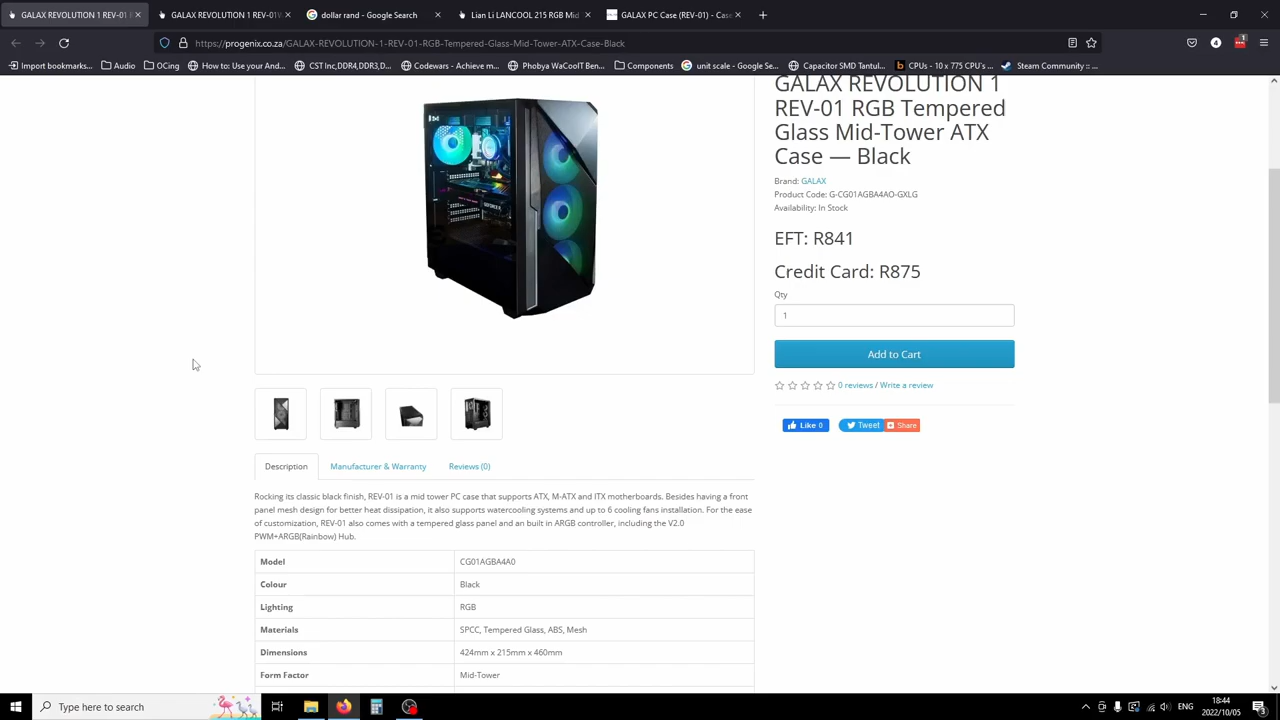 GALAX REVOLUTION 1 REV-01 F
GALAX REVOLUTION 1 REV-01\
dollar rand - Google Search
Lian Li LANCOOL 215 RGB Mid
GALAX PC Case (REV-01) - Case
https://progenix.co.za/GALAX-REVOLUTION-1-REV-01-RGB-Tempered-Glass-Mid-Tower-ATX-Case-Black
Import bookmarks...
Audio
OCing
How to: Use your And...
CST Inc,DDR4,DDR3,D...
Codewars - Achieve m...
Phobya WaCoolT Ben...
Components
unit scale - Google Se...
Capacitor SMD Tantul...
CPUs - 10 x 775 CPU's ...
Steam Community :: ...
GALAX REVOLUTION 1
REV-01 RGB Tempered
Glass Mid-Tower ATX
Case — Black
Brand: GALAX
Product Code: G-CG01AGBA4AO-GXLG
Availability: In Stock
EFT: R841
Credit Card: R875
Qty
1
Add to Cart
0 reviews / Write a review
Like 0
Tweet
Share
Description
Manufacturer & Warranty
Reviews (0)
Rocking its classic black finish, REV-01 is a mid tower PC case that supports ATX, M-ATX and ITX motherboards. Besides having a front
panel mesh design for better heat dissipation, it also supports watercooling systems and up to 6 cooling fans installation. For the ease
of customization, REV-01 also comes with a tempered glass panel and an built in ARGB controller, including the V2.0
PWM+ARGB(Rainbow) Hub.
Model CG01AGBA4A0
Colour Black
Lighting RGB
Materials SPCC, Tempered Glass, ABS, Mesh
Dimensions 424mm x 215mm x 460mm
Form Factor Mid-Tower
Type here to search
ENG
18:44
2022/10/05